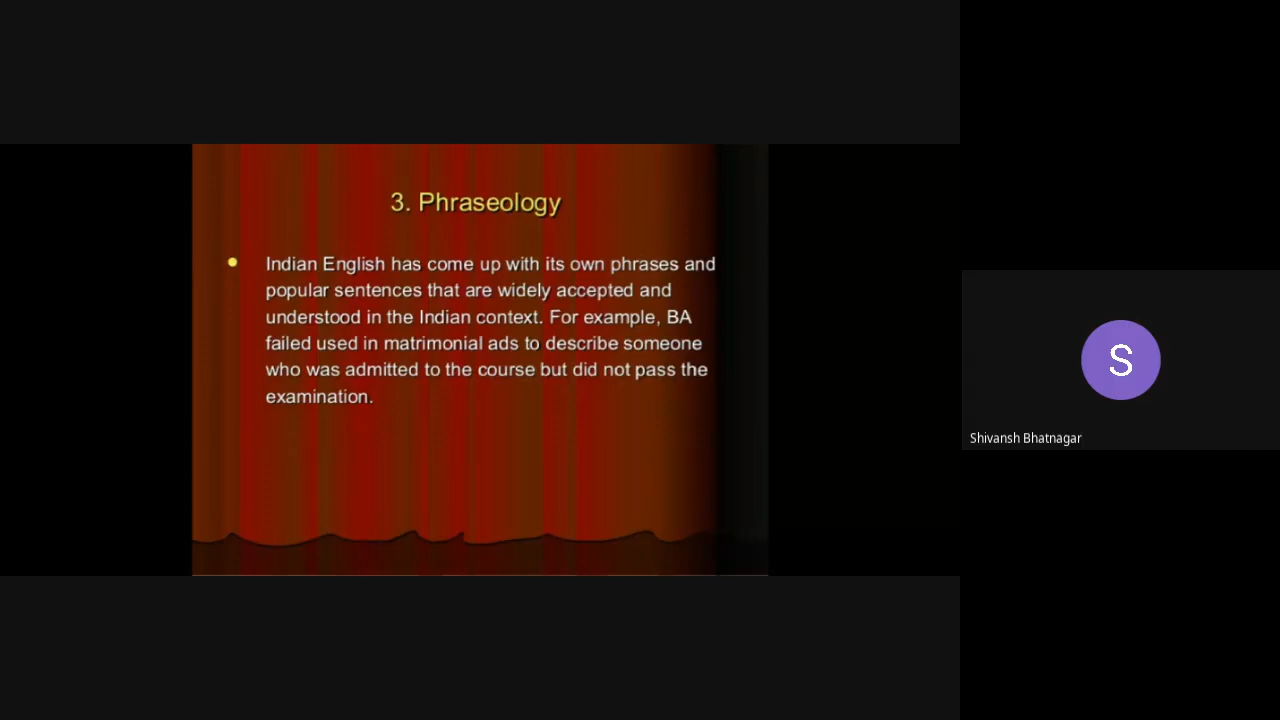 3. Phraseology
Indian English has come up with its own phrases and
popular sentences that are widely accepted and
understood in the Indian context. For example, BA
failed used in matrimonial ads to describe someone
who was admitted to the course but did not pass the
examination.
S
Shivansh Bhatnagar